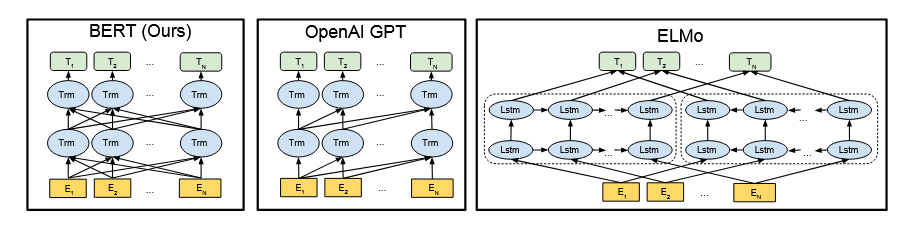 BERT (Ours)
T1 T2 ... TN
Trm Trm ... Trm
Trm Trm ... Trm
E1 E2 ... EN
OpenAI GPT
T1 T2 ... TN
Trm Trm ... Trm
Trm Trm ... Trm
E1 E2 ... EN
ELMo
T1 T2 ... TN
Lstm Lstm ... Lstm Lstm Lstm ... Lstm
Lstm Lstm ... Lstm Lstm Lstm ... Lstm
E1 E2 ... EN